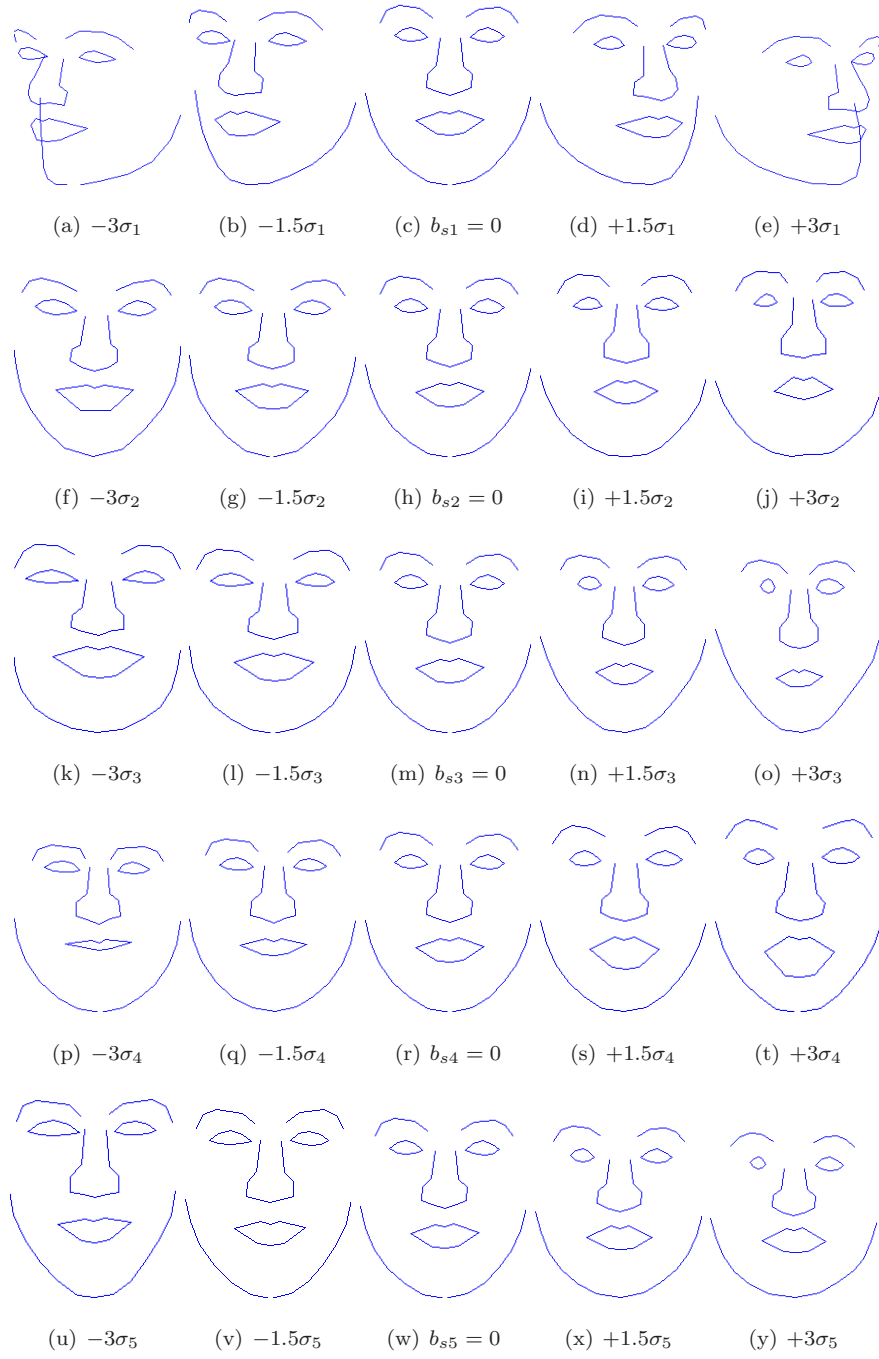 (a) −3σ₁ (b) −1.5σ₁ (c) bₛ₁ = 0 (d) +1.5σ₁ (e) +3σ₁
(f) −3σ₂ (g) −1.5σ₂ (h) bₛ₂ = 0 (i) +1.5σ₂ (j) +3σ₂
(k) −3σ₃ (l) −1.5σ₃ (m) bₛ₃ = 0 (n) +1.5σ₃ (o) +3σ₃
(p) −3σ₄ (q) −1.5σ₄ (r) bₛ₄ = 0 (s) +1.5σ₄ (t) +3σ₄
(u) −3σ₅ (v) −1.5σ₅ (w) bₛ₅ = 0 (x) +1.5σ₅ (y) +3σ₅